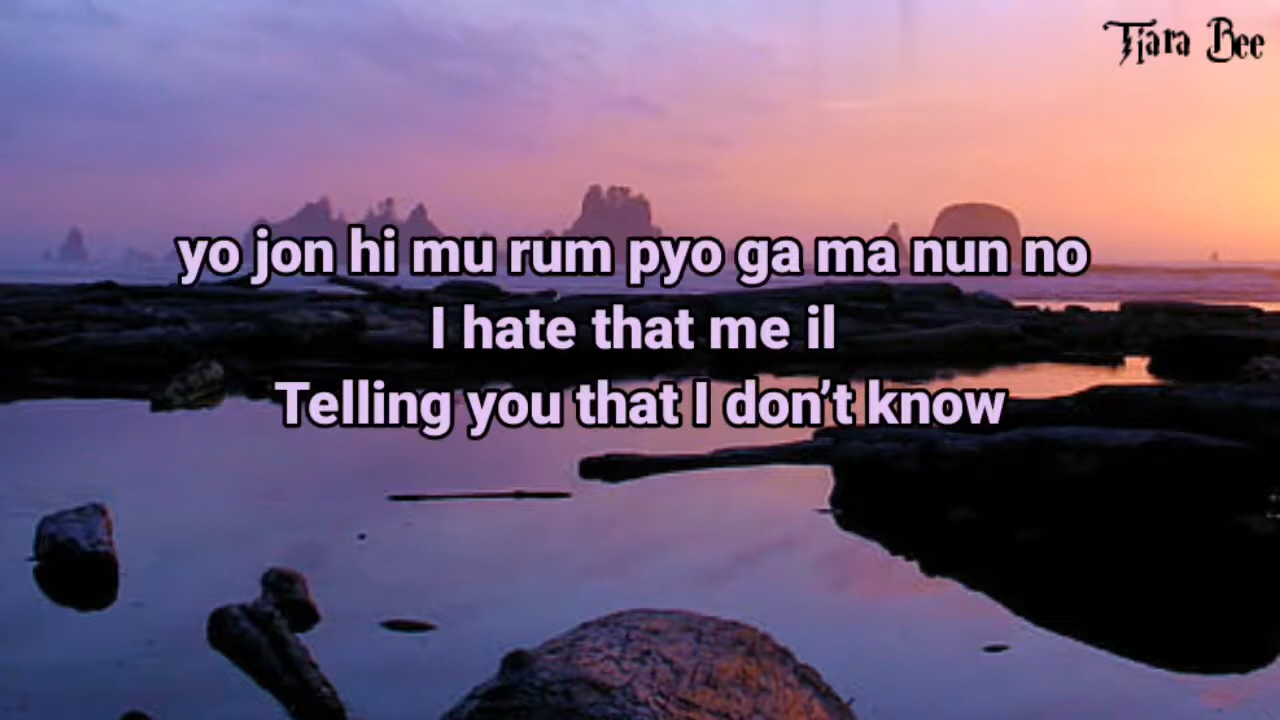 Tjara Bee
yo jon hi mu rum pyo ga ma nun no
I hate that me il
Telling you that I don’t know